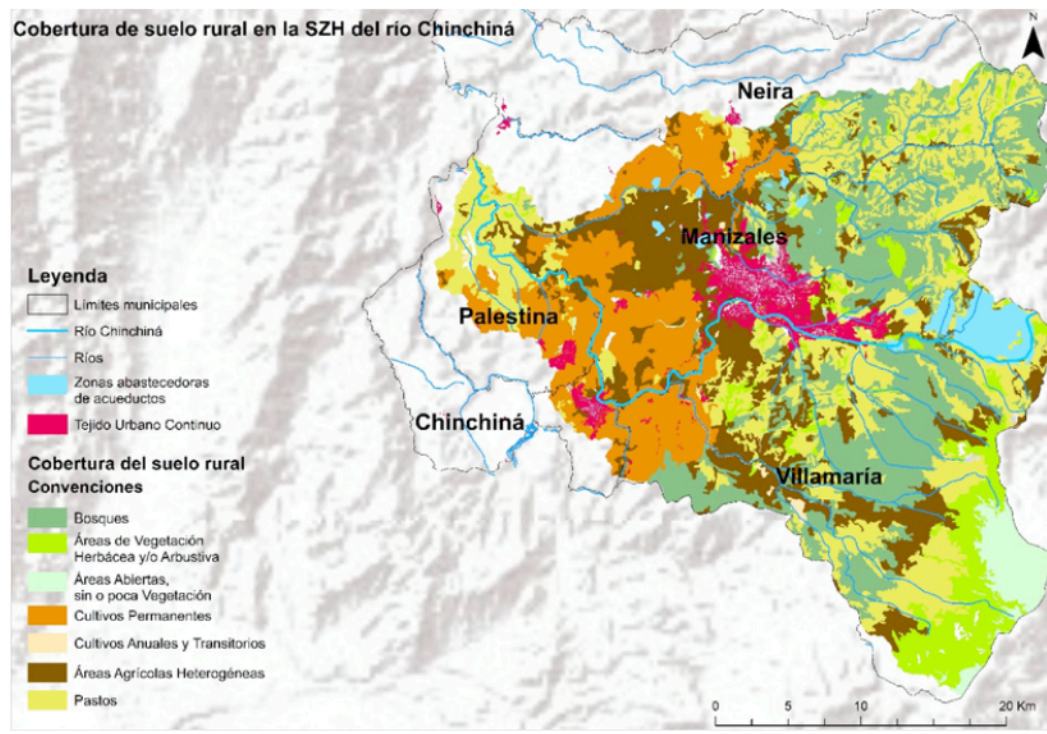 Cobertura de suelo rural en la SZH del río Chinchiná
N
Neira
Manizales
Palestina
Chinchiná
Villamaría
Leyenda
Límites municipales
Río Chinchiná
Ríos
Zonas abastecedoras
de acueductos
Tejido Urbano Continuo
Cobertura del suelo rural
Convenciones
Bosques
Áreas de Vegetación
Herbácea y/o Arbustiva
Áreas Abiertas,
sin o poca Vegetación
Cultivos Permanentes
Cultivos Anuales y Transitorios
Áreas Agrícolas Heterogéneas
Pastos
0 5 10 20 Km